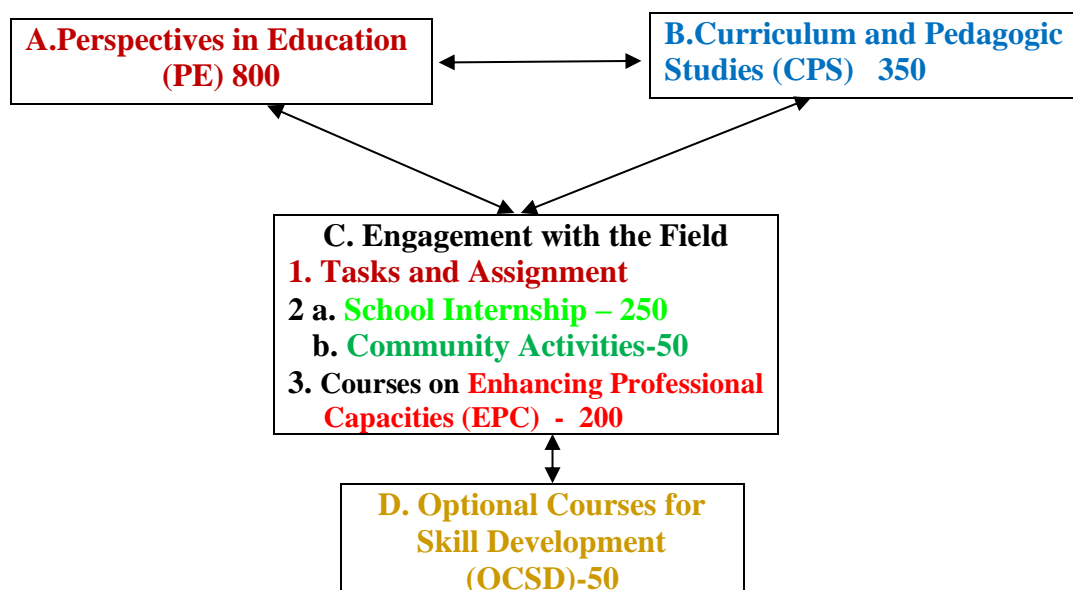 A.Perspectives in Education
(PE) 800
B.Curriculum and Pedagogic
Studies (CPS) 350
C. Engagement with the Field
1. Tasks and Assignment
2 a. School Internship – 250
b. Community Activities-50
3. Courses on Enhancing Professional
Capacities (EPC) - 200
D. Optional Courses for
Skill Development
(OCSD)-50